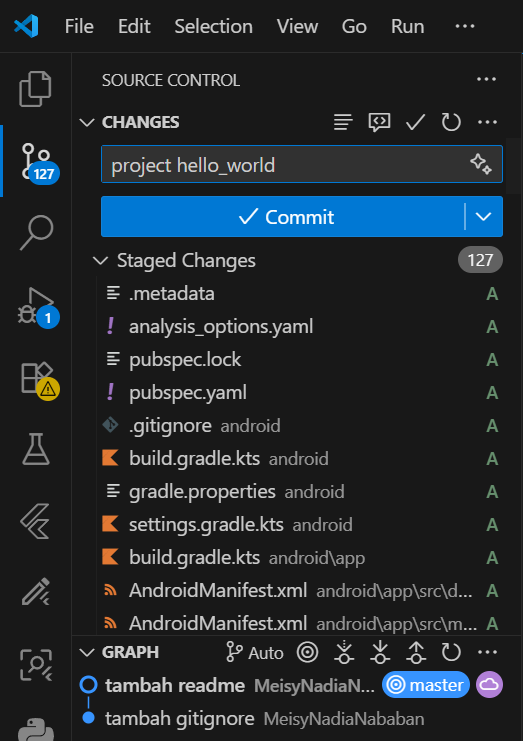 File Edit Selection View Go Run ···
SOURCE CONTROL ···
CHANGES ···
127
project hello_world
Commit
Staged Changes 127
.metadata A
! analysis_options.yaml A
1
pubspec.lock A
! pubspec.yaml A
.gitignore android A
build.gradle.kts android A
gradle.properties android A
settings.gradle.kts android A
build.gradle.kts android\app A
AndroidManifest.xml android\app\src\d... A
AndroidManifest.xml android\app\src\m... A
GRAPH Auto ···
tambah readme MeisyNadiaN... master
tambah gitignore MeisyNadiaNababan